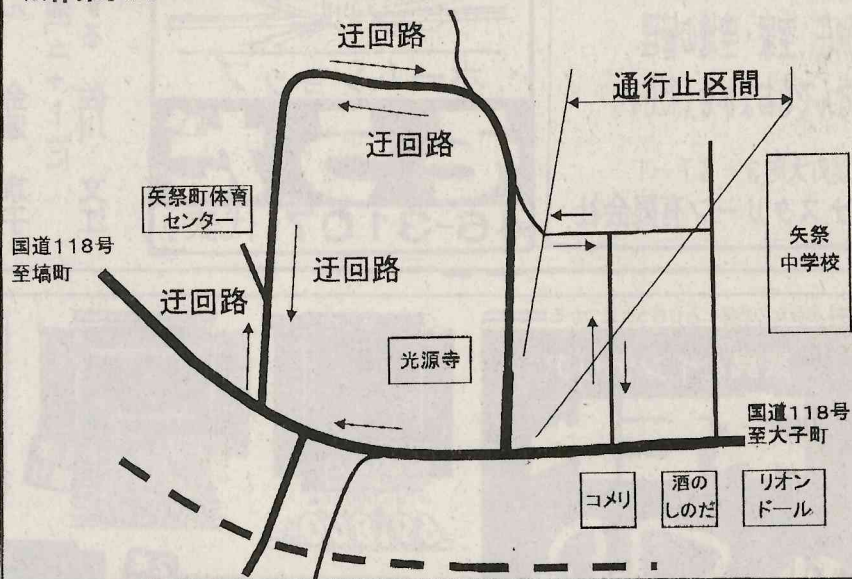 迂回路
通行止区間
迂回路
矢祭町体育
センター
矢祭
中学校
国道118号
至塙町
迂回路
迂回路
光源寺
国道118号
至大子町
コメリ
酒の
しのだ
リオン
ドール